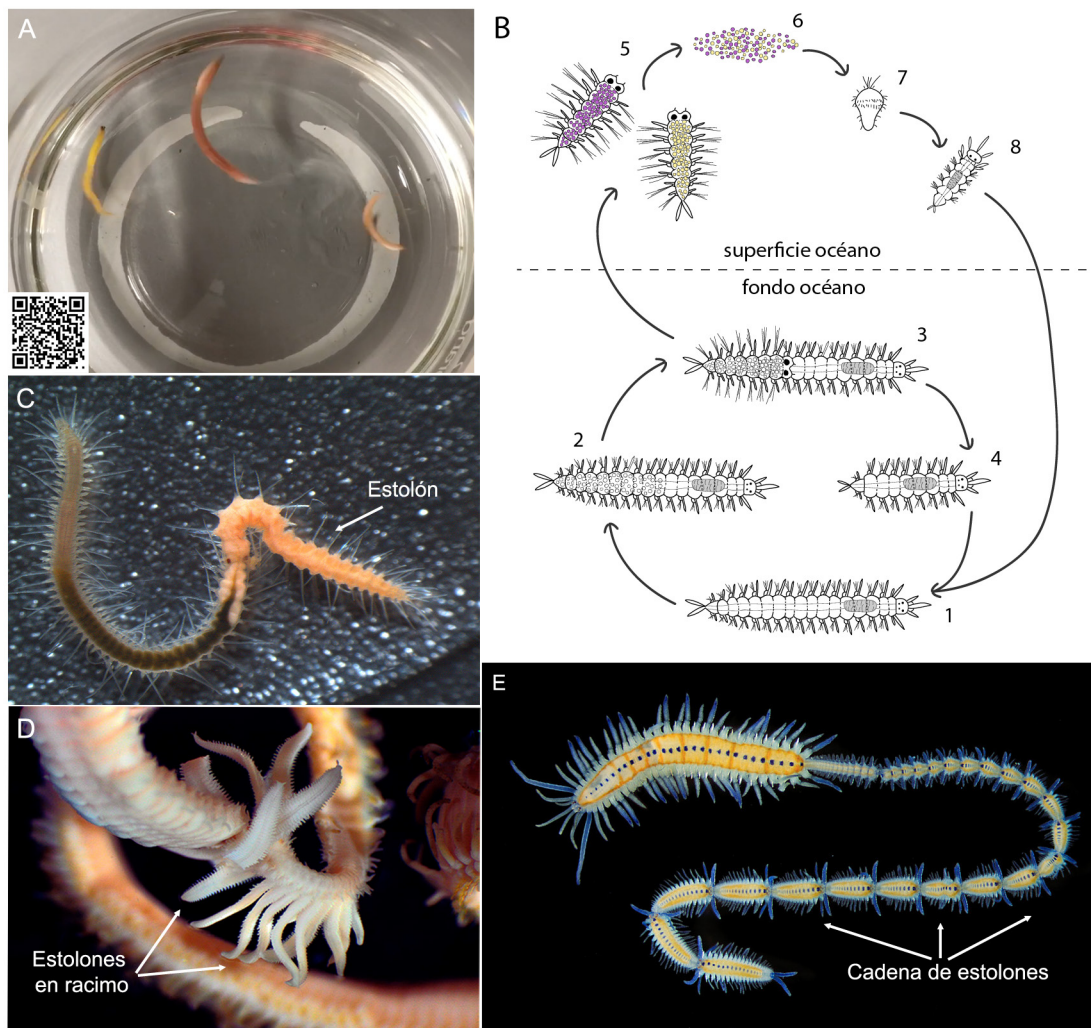 A
B
5
6
7
8
superficie océano
fondo océano
3
2
4
1
C
Estolón
D
Estolones
en racimo
E
Cadena de estolones